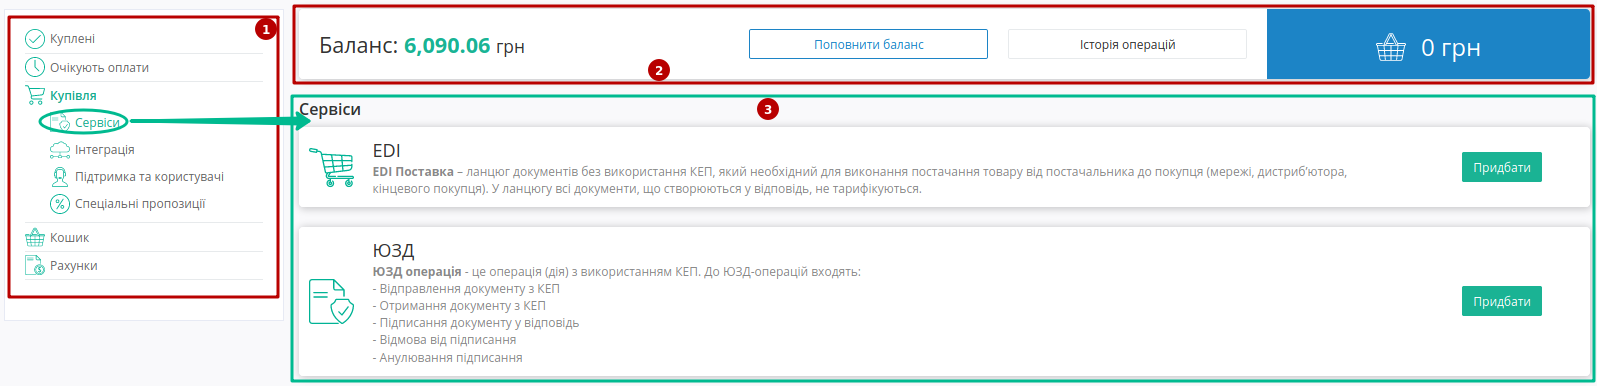 1
Куплені
Очікують оплати
Купівля
Сервіси
Інтеграція
Підтримка та користувачі
Спеціальні пропозиції
Кошик
Рахунки
Баланс: 6,090.06 грн
Поповнити баланс
Історія операцій
0 грн
2
Сервіси
3
EDI
EDI Поставка – ланцюг документів без використання КЕП, який необхідний для виконання постачання товару від постачальника до покупця (мережі, дистриб’ютора,
кінцевого покупця). У ланцюгу всі документи, що створюються у відповідь, не тарифікуються.
Придбати
ЮЗД
ЮЗД операція - це операція (дія) з використанням КЕП. До ЮЗД-операцій входять:
- Відправлення документу з КЕП
- Отримання документу з КЕП
- Підписання документу у відповідь
- Відмова від підписання
- Анулювання підписання
Придбати